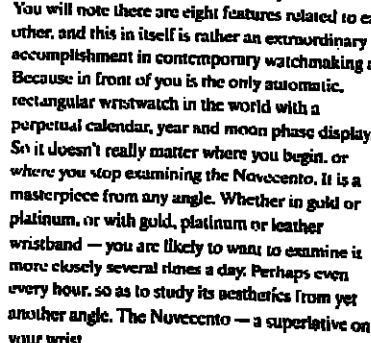 You will note there are eight features related to ea
other, and this in itself is rather an extraordinary
accomplishment in contemporary watchmaking a
Because in front of you is the only automatic,
rectangular wristwatch in the world with a
perpetual calendar, year and moon phase display
So it doesn't really matter where you begin, or
where you stop examining the Novecento. It is a
masterpiece from any angle. Whether in gold or
platinum, or with gold, platinum or leather
wristband — you are likely to want to examine it
more closely several times a day. Perhaps even
every hour, so as to study its aesthetics from yet
another angle. The Novecento — a superlative on
your wrist